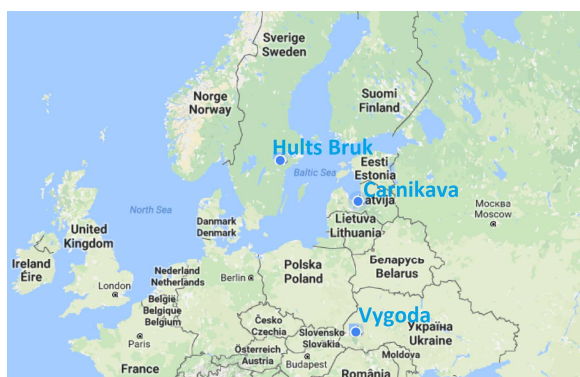 Sverige
Sweden
Norge
Norway
Suomi
Finland
Hults Bruk
Baltic Sea
Eesti
Estonia
Carnikava
atvija
Lietuva
Lithuania
North Sea
Danmark
Denmark
Москва
Moscow
United
Kingdom
Ireland
Éire
London
Nederland
Netherlands
Berlin
Polska
Poland
Беларусь
Belarus
België
Belgique
Belgium
Paris
Česko
Czechia
Vygoda
Україна
Ukraine
Slovensko
Slovakia
Österreich
Austria
Budapest
Moldova
France
România